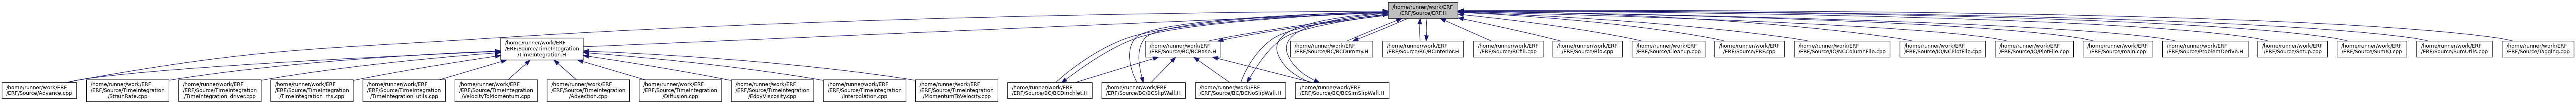 /home/runner/work/ERF
/ERF/Source/ERF.H
/home/runner/work/ERF
/ERF/Source/TimeIntegration
/TimeIntegration.H
/home/runner/work/ERF
/ERF/Source/BC/BCBase.H
/home/runner/work/ERF
/ERF/Source/BC/BCDummy.H
/home/runner/work/ERF
/ERF/Source/BC/BCInterior.H
/home/runner/work/ERF
/ERF/Source/BCfill.cpp
/home/runner/work/ERF
/ERF/Source/Bld.cpp
/home/runner/work/ERF
/ERF/Source/Cleanup.cpp
/home/runner/work/ERF
/ERF/Source/ERF.cpp
/home/runner/work/ERF
/ERF/Source/IO/NCColumnFile.cpp
/home/runner/work/ERF
/ERF/Source/IO/NCPlotFile.cpp
/home/runner/work/ERF
/ERF/Source/IO/PlotFile.cpp
/home/runner/work/ERF
/ERF/Source/main.cpp
/home/runner/work/ERF
/ERF/Source/ProblemDerive.H
/home/runner/work/ERF
/ERF/Source/Setup.cpp
/home/runner/work/ERF
/ERF/Source/SumIQ.cpp
/home/runner/work/ERF
/ERF/Source/SumUtils.cpp
/home/runner/work/ERF
/ERF/Source/Tagging.cpp
/home/runner/work/ERF
/ERF/Source/Advance.cpp
/home/runner/work/ERF
/ERF/Source/TimeIntegration
/StrainRate.cpp
/home/runner/work/ERF
/ERF/Source/TimeIntegration
/TimeIntegration_driver.cpp
/home/runner/work/ERF
/ERF/Source/TimeIntegration
/TimeIntegration_rhs.cpp
/home/runner/work/ERF
/ERF/Source/TimeIntegration
/TimeIntegration_utils.cpp
/home/runner/work/ERF
/ERF/Source/TimeIntegration
/VelocityToMomentum.cpp
/home/runner/work/ERF
/ERF/Source/TimeIntegration
/Advection.cpp
/home/runner/work/ERF
/ERF/Source/TimeIntegration
/Diffusion.cpp
/home/runner/work/ERF
/ERF/Source/TimeIntegration
/EddyViscosity.cpp
/home/runner/work/ERF
/ERF/Source/TimeIntegration
/Interpolation.cpp
/home/runner/work/ERF
/ERF/Source/TimeIntegration
/MomentumToVelocity.cpp
/home/runner/work/ERF
/ERF/Source/BC/BCDirichlet.H
/home/runner/work/ERF
/ERF/Source/BC/BCSlipWall.H
/home/runner/work/ERF
/ERF/Source/BC/BCNoSlipWall.H
/home/runner/work/ERF
/ERF/Source/BC/BCSimSlipWall.H